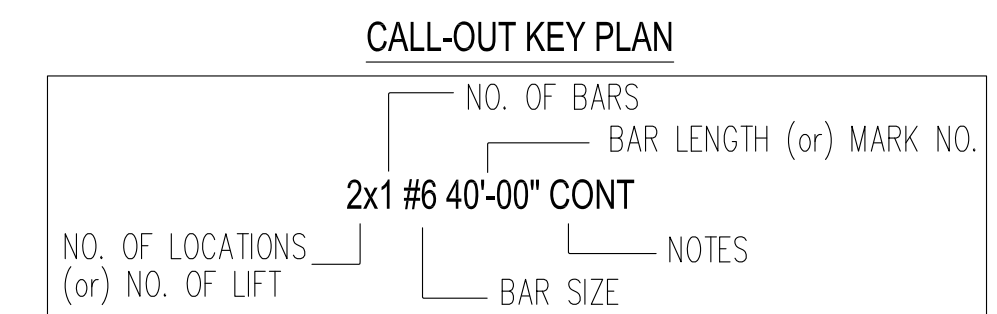 CALL-OUT KEY PLAN
NO. OF BARS
BAR LENGTH (or) MARK NO.
2x1 #6 40'-00" CONT
NO. OF LOCATIONS
(or) NO. OF LIFT
NOTES
BAR SIZE